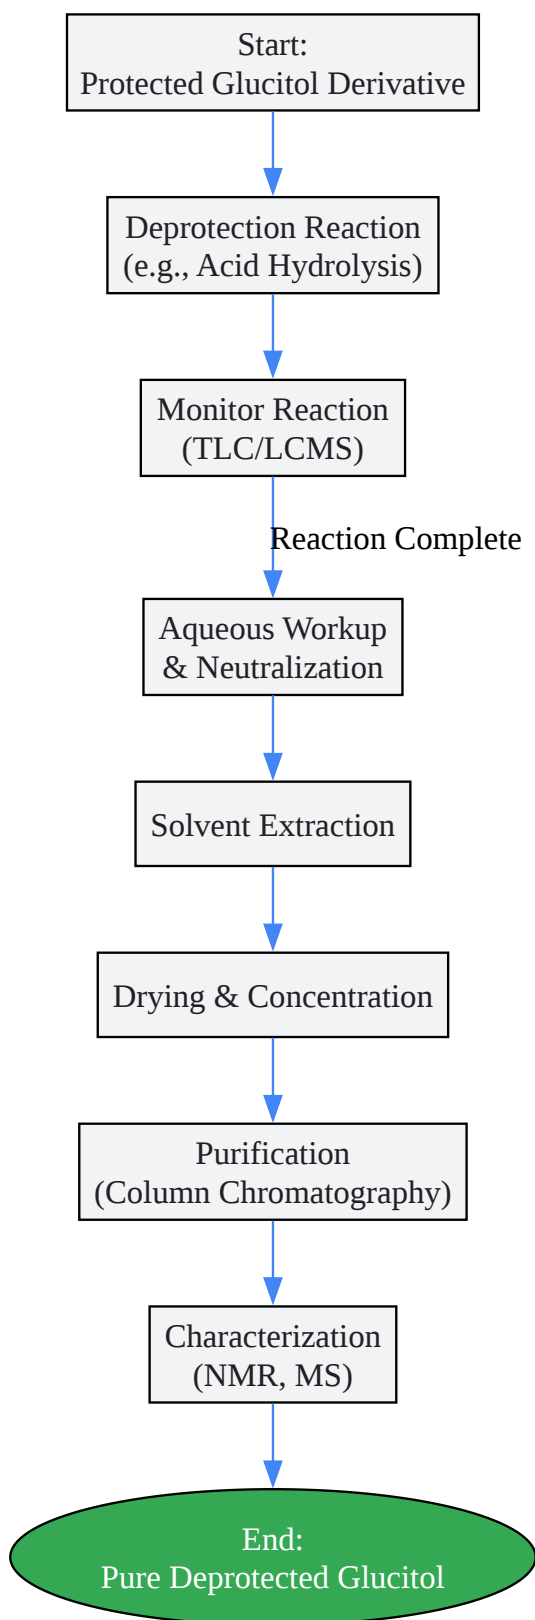 Start:
Protected Glucitol Derivative
Deprotection Reaction
(e.g., Acid Hydrolysis)
Monitor Reaction
(TLC/LCMS)
Reaction Complete
Aqueous Workup
& Neutralization
Solvent Extraction
Drying & Concentration
Purification
(Column Chromatography)
Characterization
(NMR, MS)
End:
Pure Deprotected Glucitol